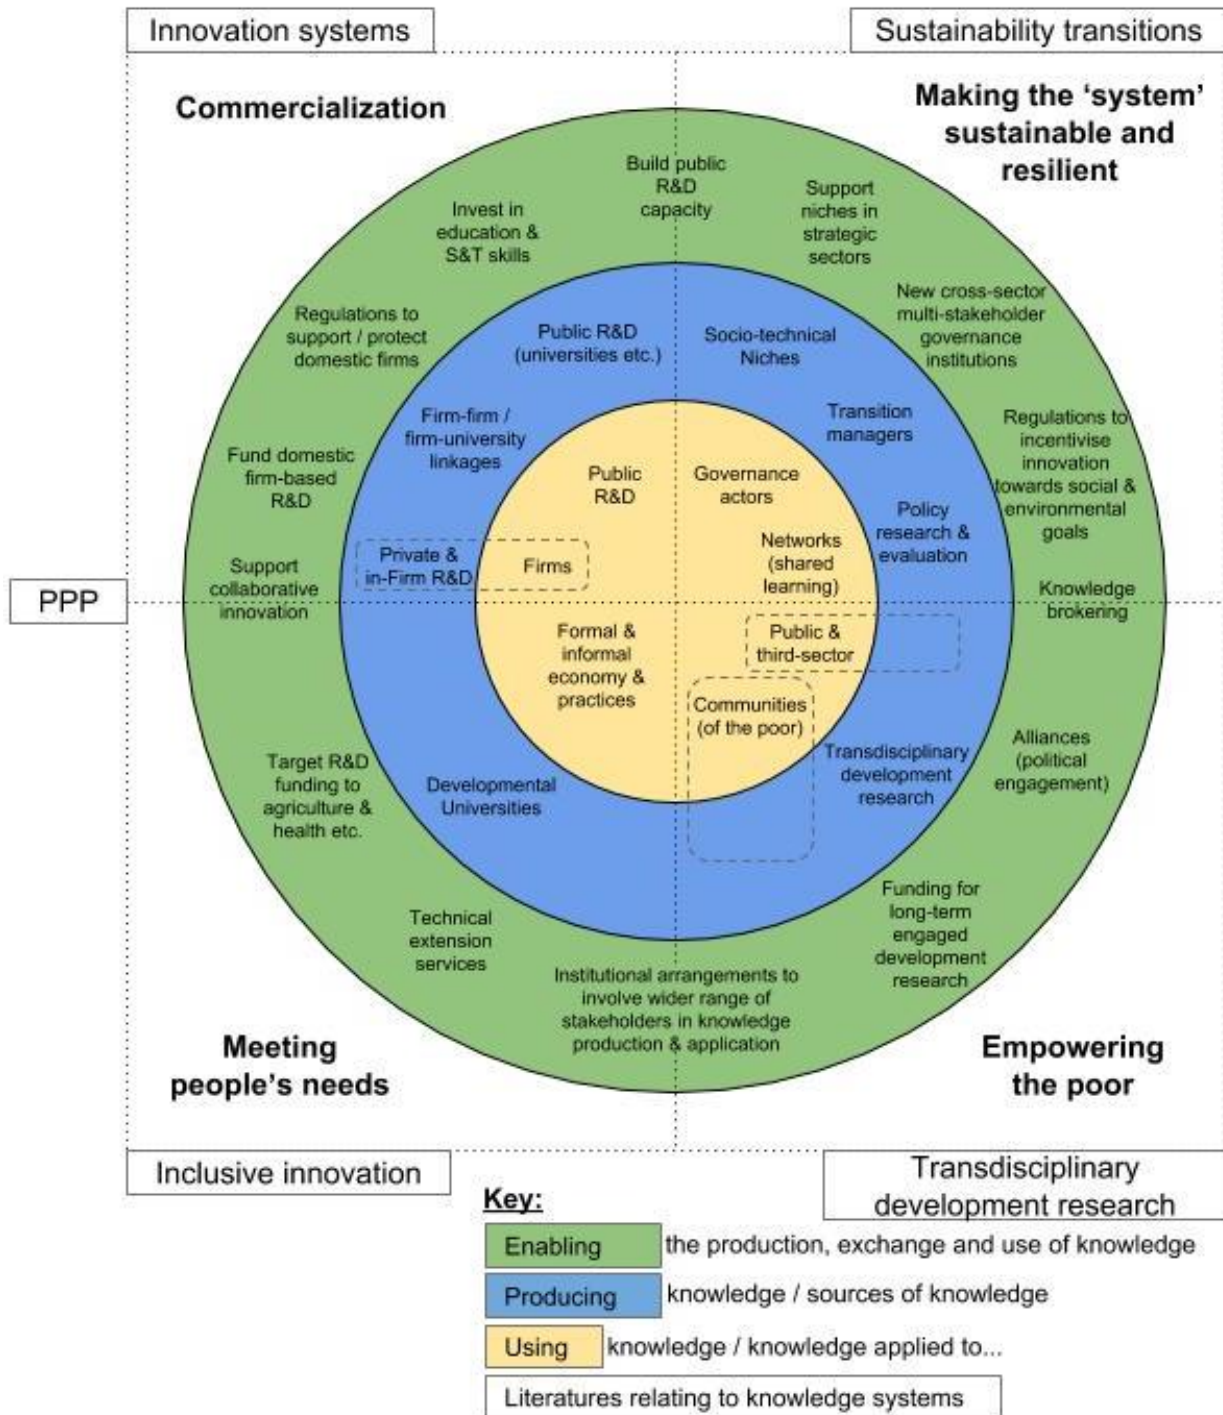 Innovation systems
Sustainability transitions
Commercialization
Making the ‘system’
sustainable and
resilient
Build public
R&D
capacity
Support
niches in
strategic
sectors
Invest in
education &
S&T skills
New cross-sector
multi-stakeholder
governance
institutions
Regulations to
support / protect
domestic firms
Public R&D
(universities etc.)
Socio-technical
Niches
Firm-firm /
firm-university
linkages
Transition
managers
Regulations to
incentivise
innovation
towards social &
environmental
goals
Fund domestic
firm-based
R&D
Public
R&D
Governance
actors
Policy
research &
evaluation
Networks
(shared
learning)
Private &
in-Firm R&D
Firms
Support
collaborative
innovation
Knowledge
brokering
PPP
Formal &
informal
economy &
practices
Public &
third-sector
Communities
(of the poor)
Alliances
(political
engagement)
Target R&D
funding to
agriculture &
health etc.
Developmental
Universities
Transdisciplinary
development
research
Funding for
long-term
engaged
development
research
Technical
extension
services
Institutional arrangements to
involve wider range of
stakeholders in knowledge
production & application
Meeting
people’s needs
Empowering
the poor
Inclusive innovation
Transdisciplinary
development research
Key:
Enabling the production, exchange and use of knowledge
Producing knowledge / sources of knowledge
Using knowledge / knowledge applied to...
Literatures relating to knowledge systems